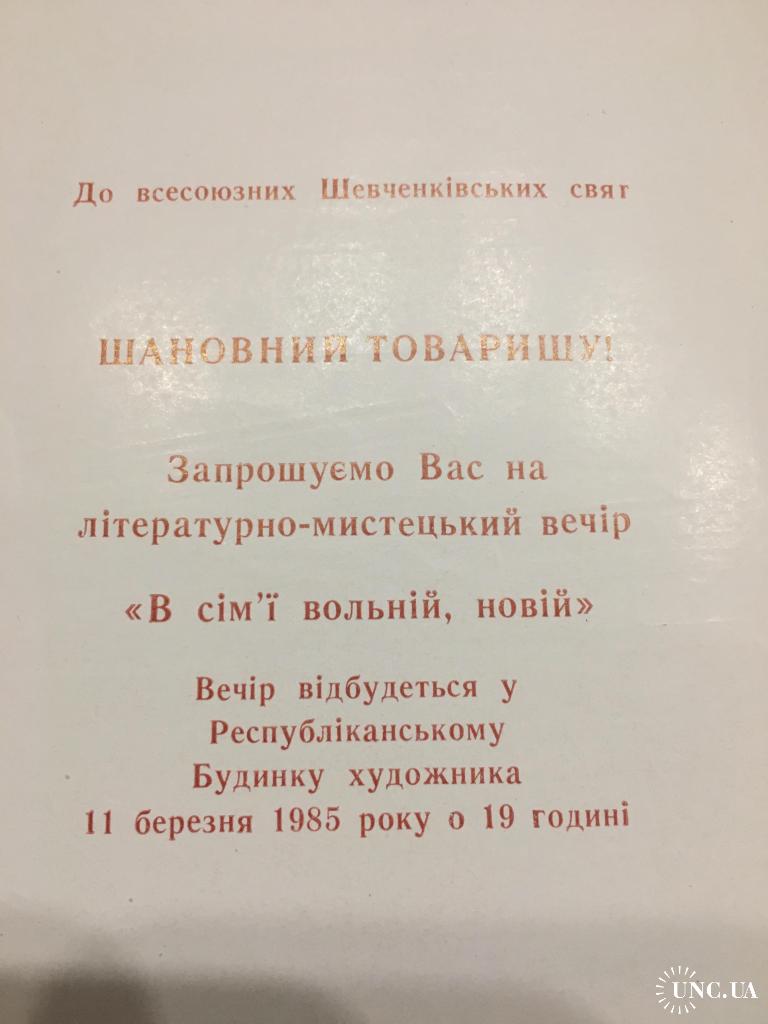 До всесоюзних Шевченківських свят
ШАНОВНИЙ ТОВАРИШУ!
Запрошуємо Вас на
літературно-мистецький вечір
«В сім'ї вольній, новій»
Вечір відбудеться у
Республіканському
Будинку художника
11 березня 1985 року о 19 годині
UNC.UA